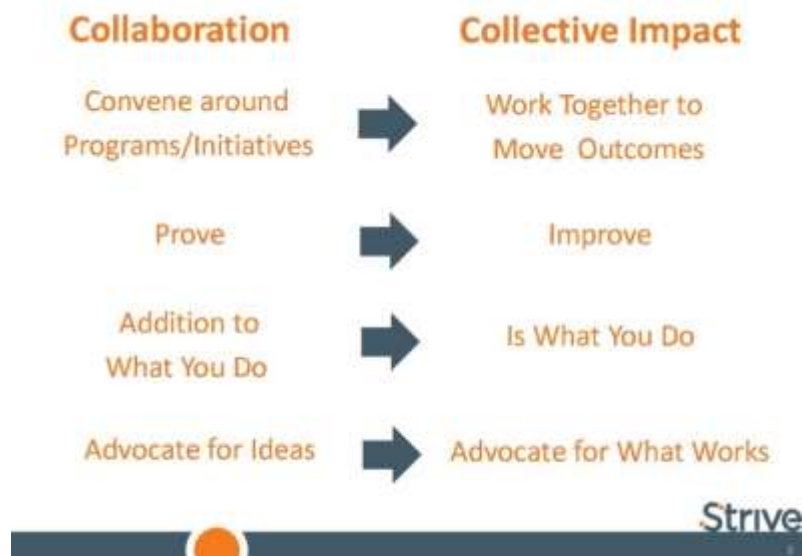 Collaboration
Collective Impact
Convene around
Programs/Initiatives
Work Together to
Move Outcomes
Prove
Improve
Addition to
What You Do
Is What You Do
Advocate for Ideas
Advocate for What Works
Strive